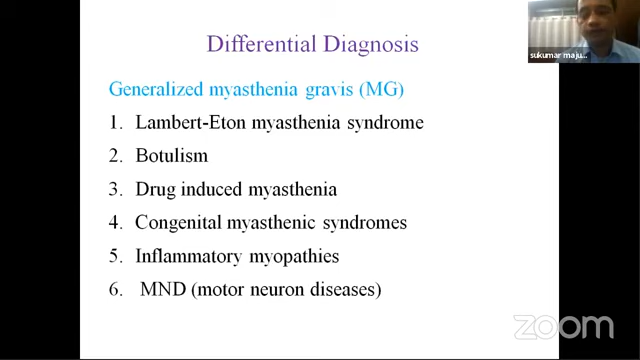 Differential Diagnosis
sukumar maju...
Generalized myasthenia gravis (MG)
1. Lambert-Eton myasthenia syndrome
2. Botulism
3. Drug induced myasthenia
4. Congenital myasthenic syndromes
5. Inflammatory myopathies
6. MND (motor neuron diseases)
zoom